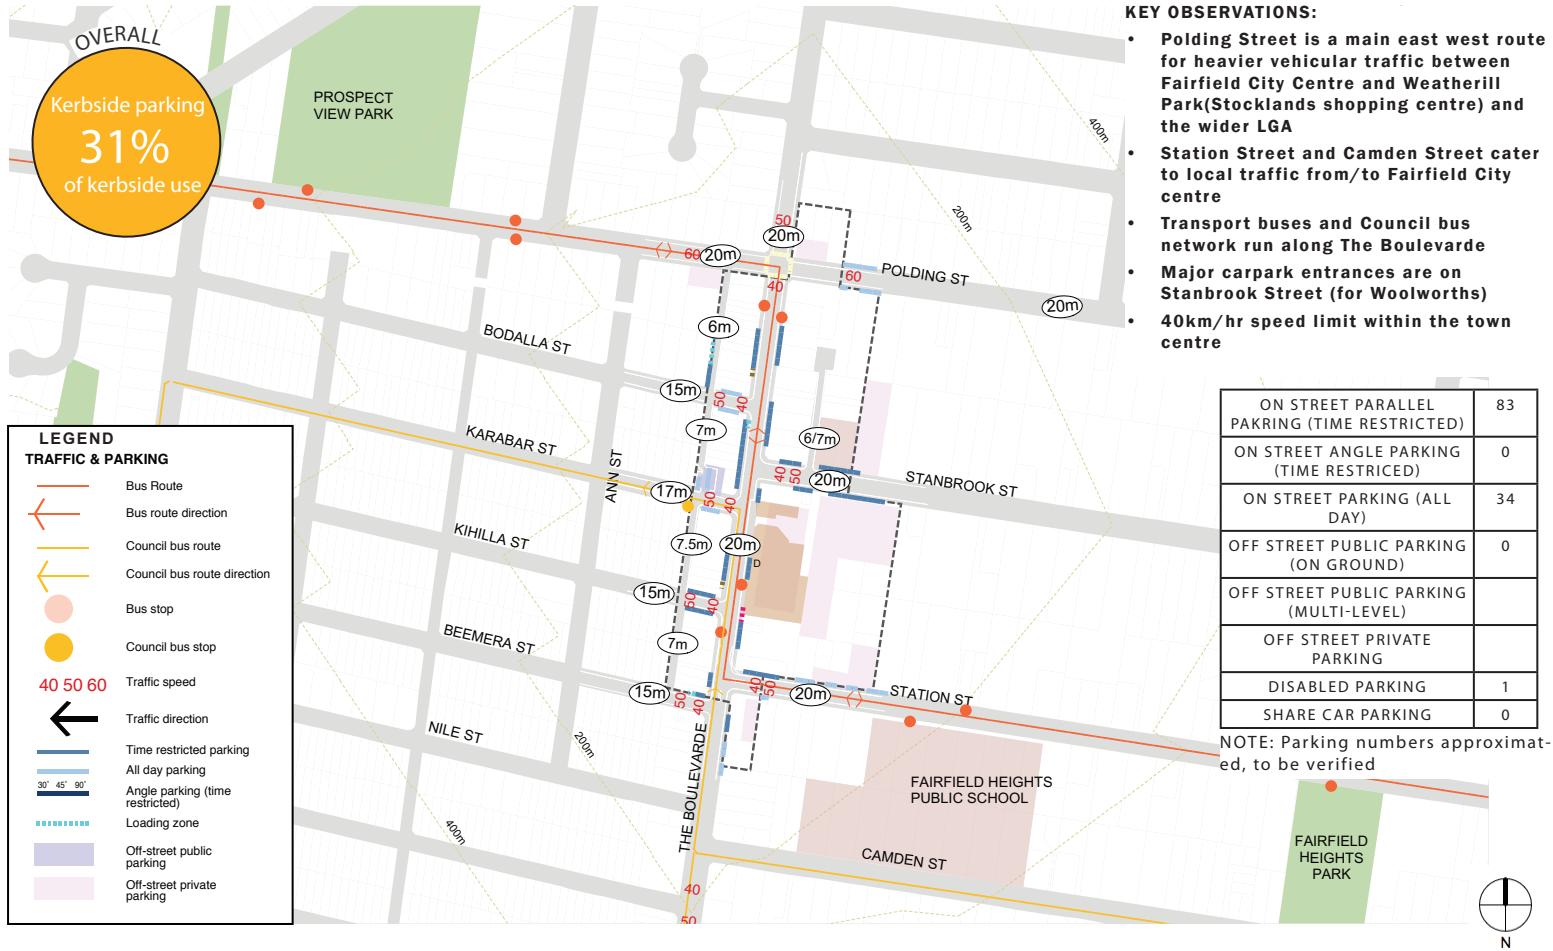 OVERALL
Kerbside parking
31%
of kerbside use
KEY OBSERVATIONS:
• Polding Street is a main east west route
for heavier vehicular traffic between
Fairfield City Centre and Weatherill
Park(Stocklands shopping centre) and
the wider LGA
• Station Street and Camden Street cater
to local traffic from/to Fairfield City
centre
• Transport buses and Council bus
network run along The Boulevarde
• Major carpark entrances are on
Stanbrook Street (for Woolworths)
• 40km/hr speed limit within the town
centre
PROSPECT
VIEW PARK
400m
200m
50
20m
60
20m
40
60
POLDING ST
20m
6m
BODALLA ST
15m
50
40
7m
6/7m
KARABAR ST
ANN ST
17m
50
40
40
50
20m
STANBROOK ST
KIHILLA ST
7.5m
20m
D
15m
50
40
BEEMERA ST
7m
15m
50
40
40
50
20m
STATION ST
NILE ST
200m
THE BOULEVARDE
400m
FAIRFIELD HEIGHTS
PUBLIC SCHOOL
CAMDEN ST
40
50
FAIRFIELD
HEIGHTS
PARK
N
LEGEND
TRAFFIC & PARKING
Bus Route
Bus route direction
Council bus route
Council bus route direction
Bus stop
Council bus stop
40 50 60 Traffic speed
Traffic direction
Time restricted parking
All day parking
30° 45° 90°
Angle parking (time
restricted)
Loading zone
Off-street public
parking
Off-street private
parking
ON STREET PARALLEL 83
PAKRING (TIME RESTRICTED)
ON STREET ANGLE PARKING 0
(TIME RESTRICED)
ON STREET PARKING (ALL 34
DAY)
OFF STREET PUBLIC PARKING 0
(ON GROUND)
OFF STREET PUBLIC PARKING
(MULTI-LEVEL)
OFF STREET PRIVATE
PARKING
DISABLED PARKING 1
SHARE CAR PARKING 0
NOTE: Parking numbers approximat-
ed, to be verified